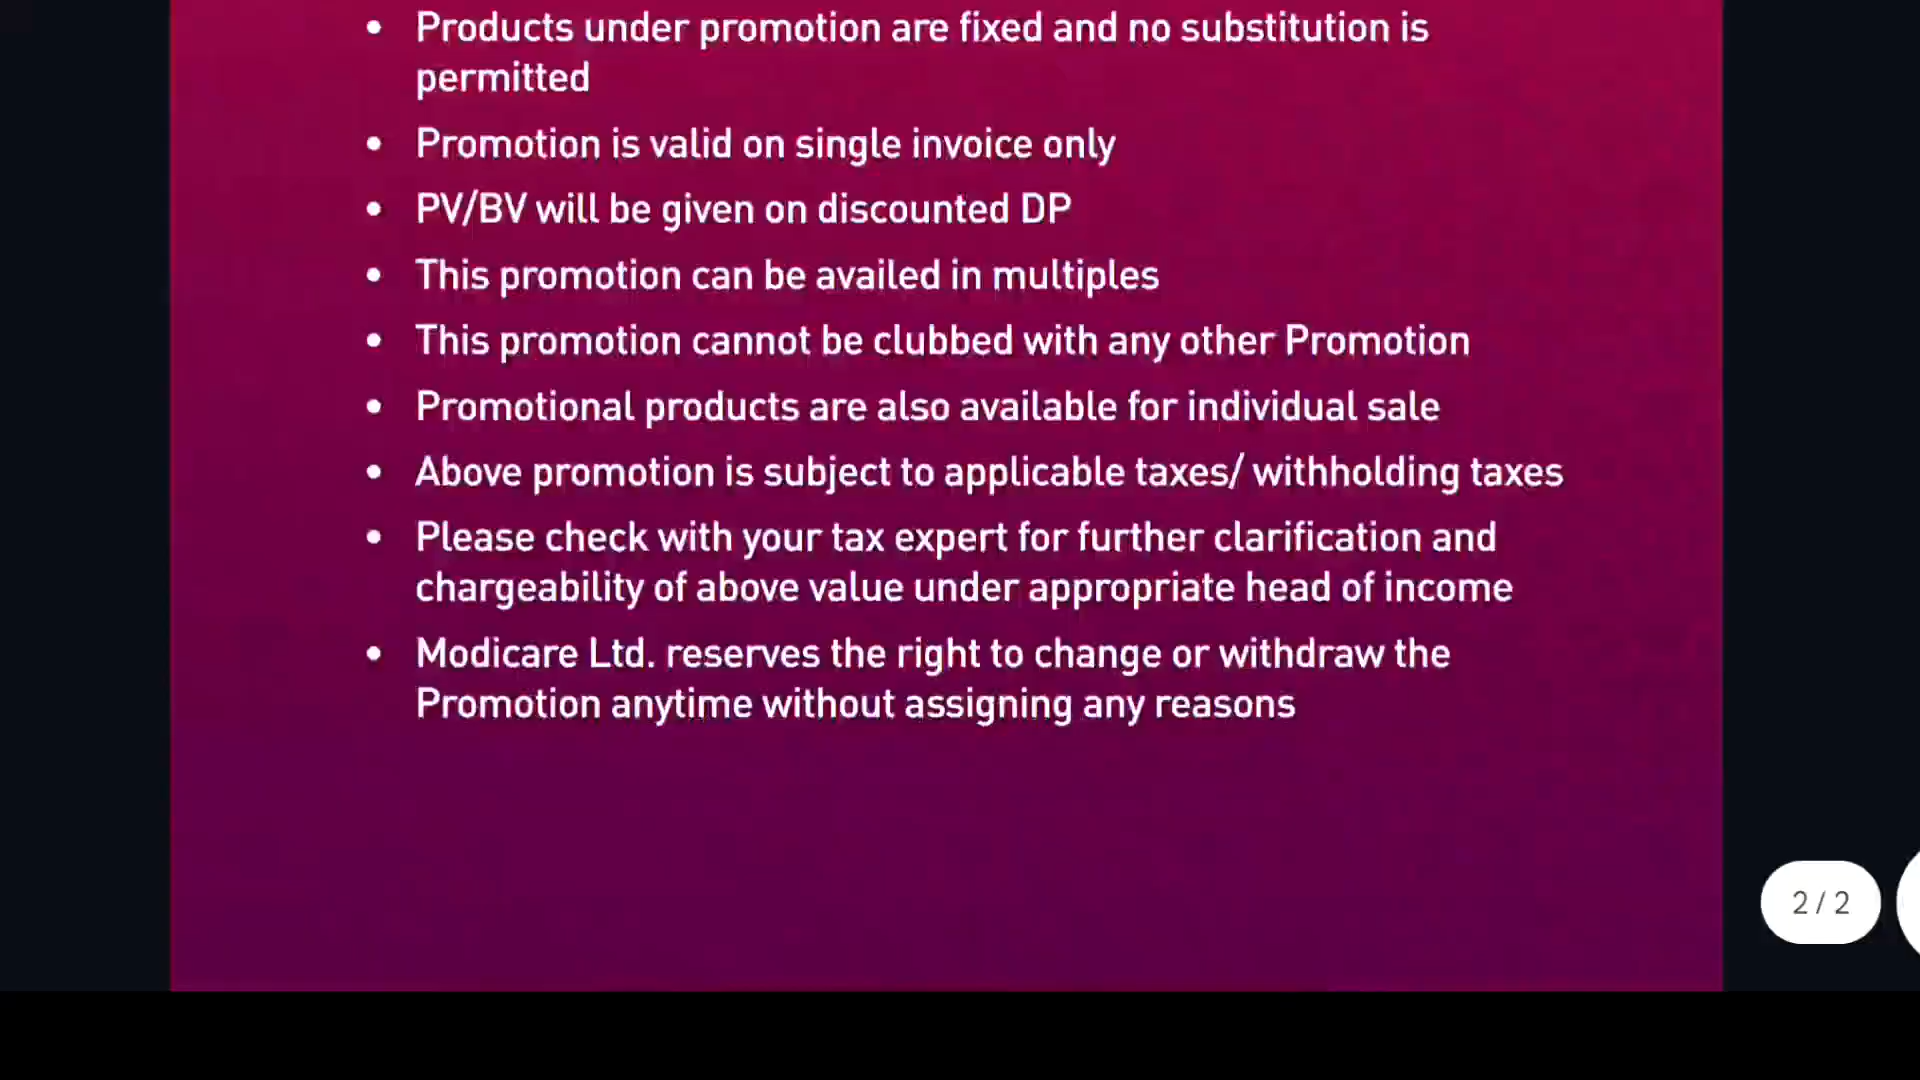 • Products under promotion are fixed and no substitution is
permitted
• Promotion is valid on single invoice only
• PV/BV will be given on discounted DP
• This promotion can be availed in multiples
• This promotion cannot be clubbed with any other Promotion
• Promotional products are also available for individual sale
• Above promotion is subject to applicable taxes/ withholding taxes
• Please check with your tax expert for further clarification and
chargeability of above value under appropriate head of income
• Modicare Ltd. reserves the right to change or withdraw the
Promotion anytime without assigning any reasons
2 / 2